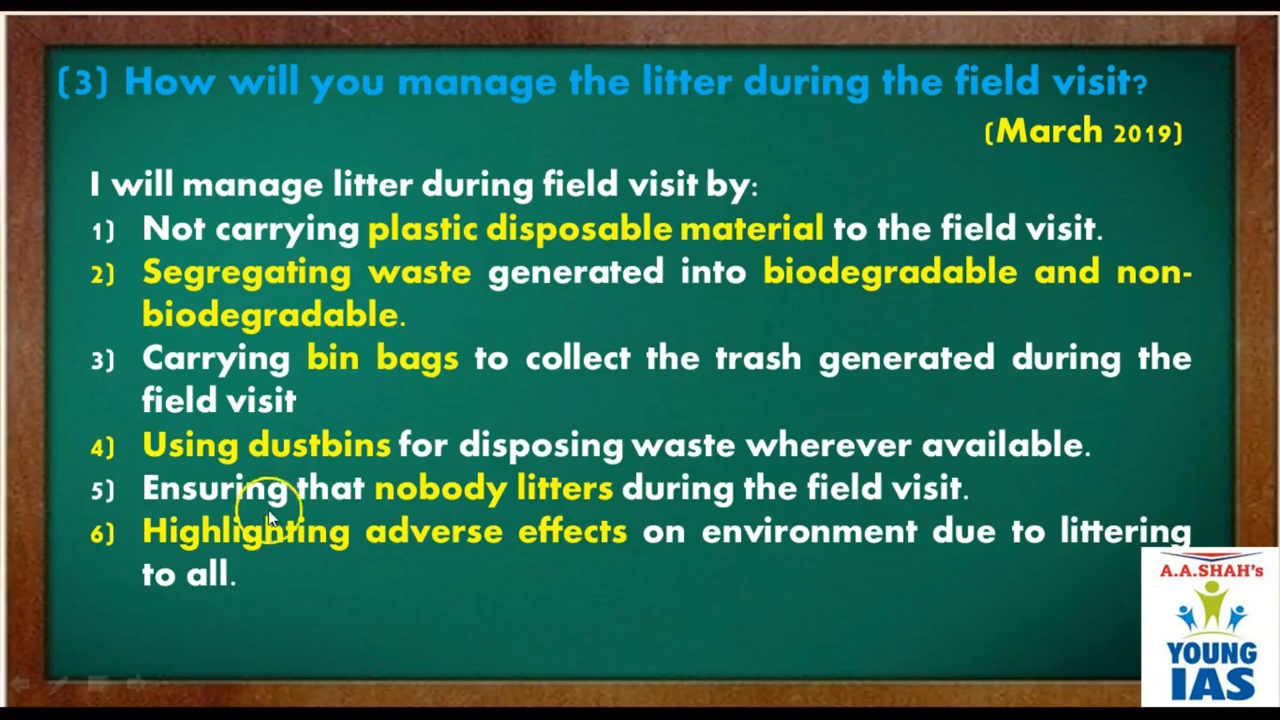 (3) How will you manage the litter during the field visit?
(March 2019)
I will manage litter during field visit by:
1) Not carrying plastic disposable material to the field visit.
2) Segregating waste generated into biodegradable and non-
biodegradable.
3) Carrying bin bags to collect the trash generated during the
field visit
4) Using dustbins for disposing waste wherever available.
5) Ensuring that nobody litters during the field visit.
6) Highlighting adverse effects on environment due to littering
to all.
A.A.SHAH's
YOUNG
IAS